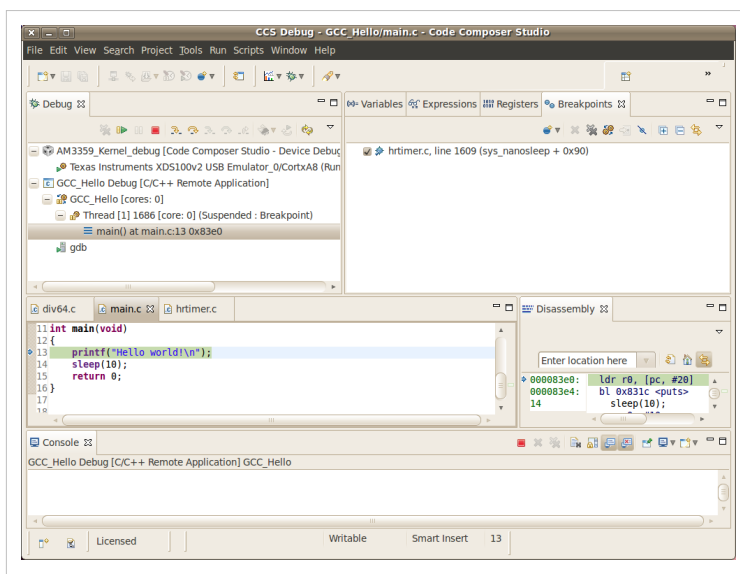 CCS Debug - GCC_Hello/main.c - Code Composer Studio
File Edit View Search Project Tools Run Scripts Window Help
»
Debug
(x)= Variables Expressions Registers Breakpoints
AM3359_Kernel_debug [Code Composer Studio - Device Debug
Texas Instruments XDS100v2 USB Emulator_0/CortxA8 (Run
GCC_Hello Debug [C/C++ Remote Application]
GCC_Hello [cores: 0]
Thread [1] 1686 [core: 0] (Suspended : Breakpoint)
main() at main.c:13 0x83e0
gdb
hrtimer.c, line 1609 (sys_nanosleep + 0x90)
div64.c main.c hrtimer.c
11 int main(void)
12 {
13 printf("Hello world!\n");
14 sleep(10);
15 return 0;
16 }
17
18
Disassembly
Enter location here
000083e0: ldr r0, [pc, #20]
000083e4: bl 0x831c <puts>
14 sleep(10);
Console
GCC_Hello Debug [C/C++ Remote Application] GCC_Hello
Licensed Writable Smart Insert 13